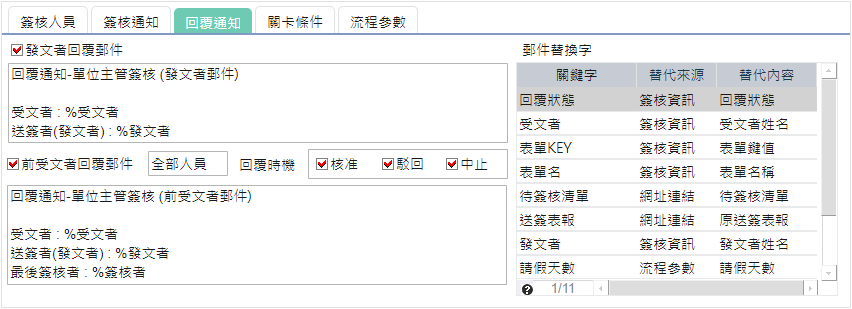 簽核人員 簽核通知 回覆通知 關卡條件 流程參數
發文者回覆郵件
回覆通知-單位主管簽核 (發文者郵件)
受文者 : %受文者
送簽者(發文者) : %發文者
前受文者回覆郵件 全部人員 回覆時機 核准 駁回 中止
回覆通知-單位主管簽核 (前受文者郵件)
受文者 : %受文者
送簽者(發文者) : %發文者
最後簽核者 : %簽核者
郵件替換字
關鍵字 替代來源 替代內容
回覆狀態 簽核資訊 回覆狀態
受文者 簽核資訊 受文者姓名
表單KEY 簽核資訊 表單鍵值
表單名 簽核資訊 表單名稱
待簽核清單 網址連結 待簽核清單
送簽表報 網址連結 原送簽表報
發文者 簽核資訊 發文者姓名
請假天數 流程參數 請假天數
1/11